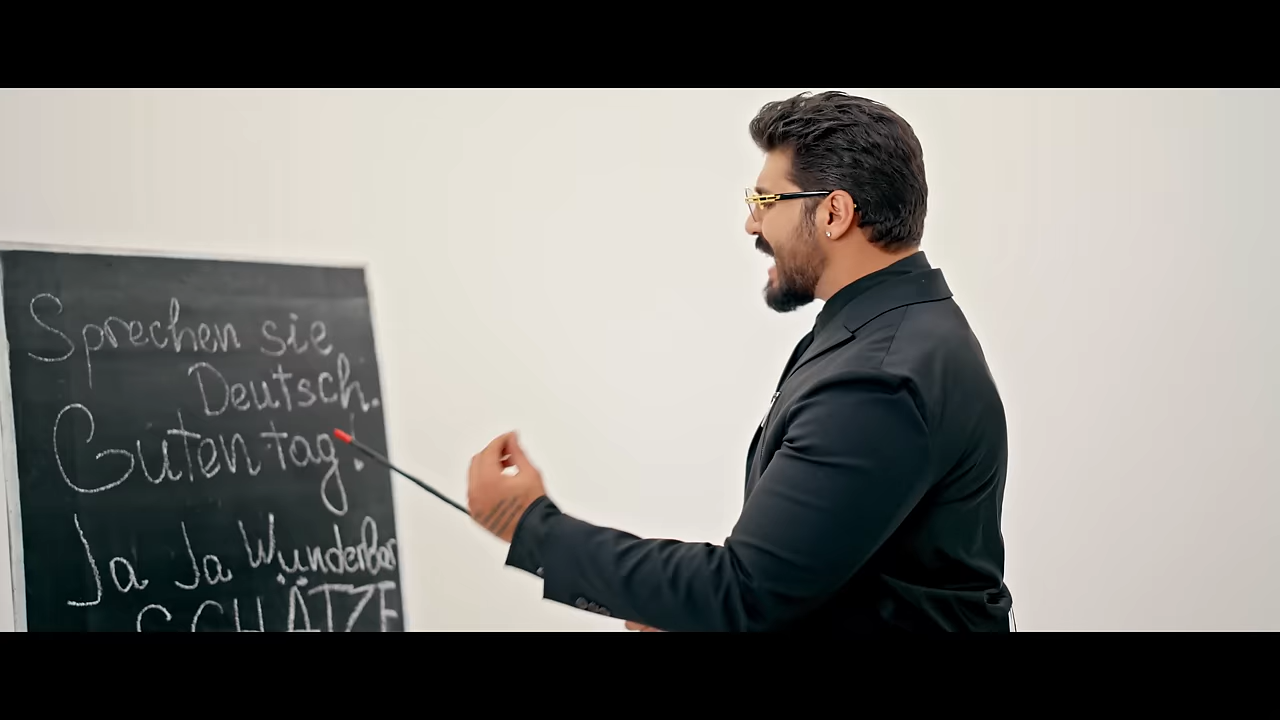 Sprechen sie
Deutsch.
Guten tag!
Ja Ja Wunderbar
SCHÄTZE